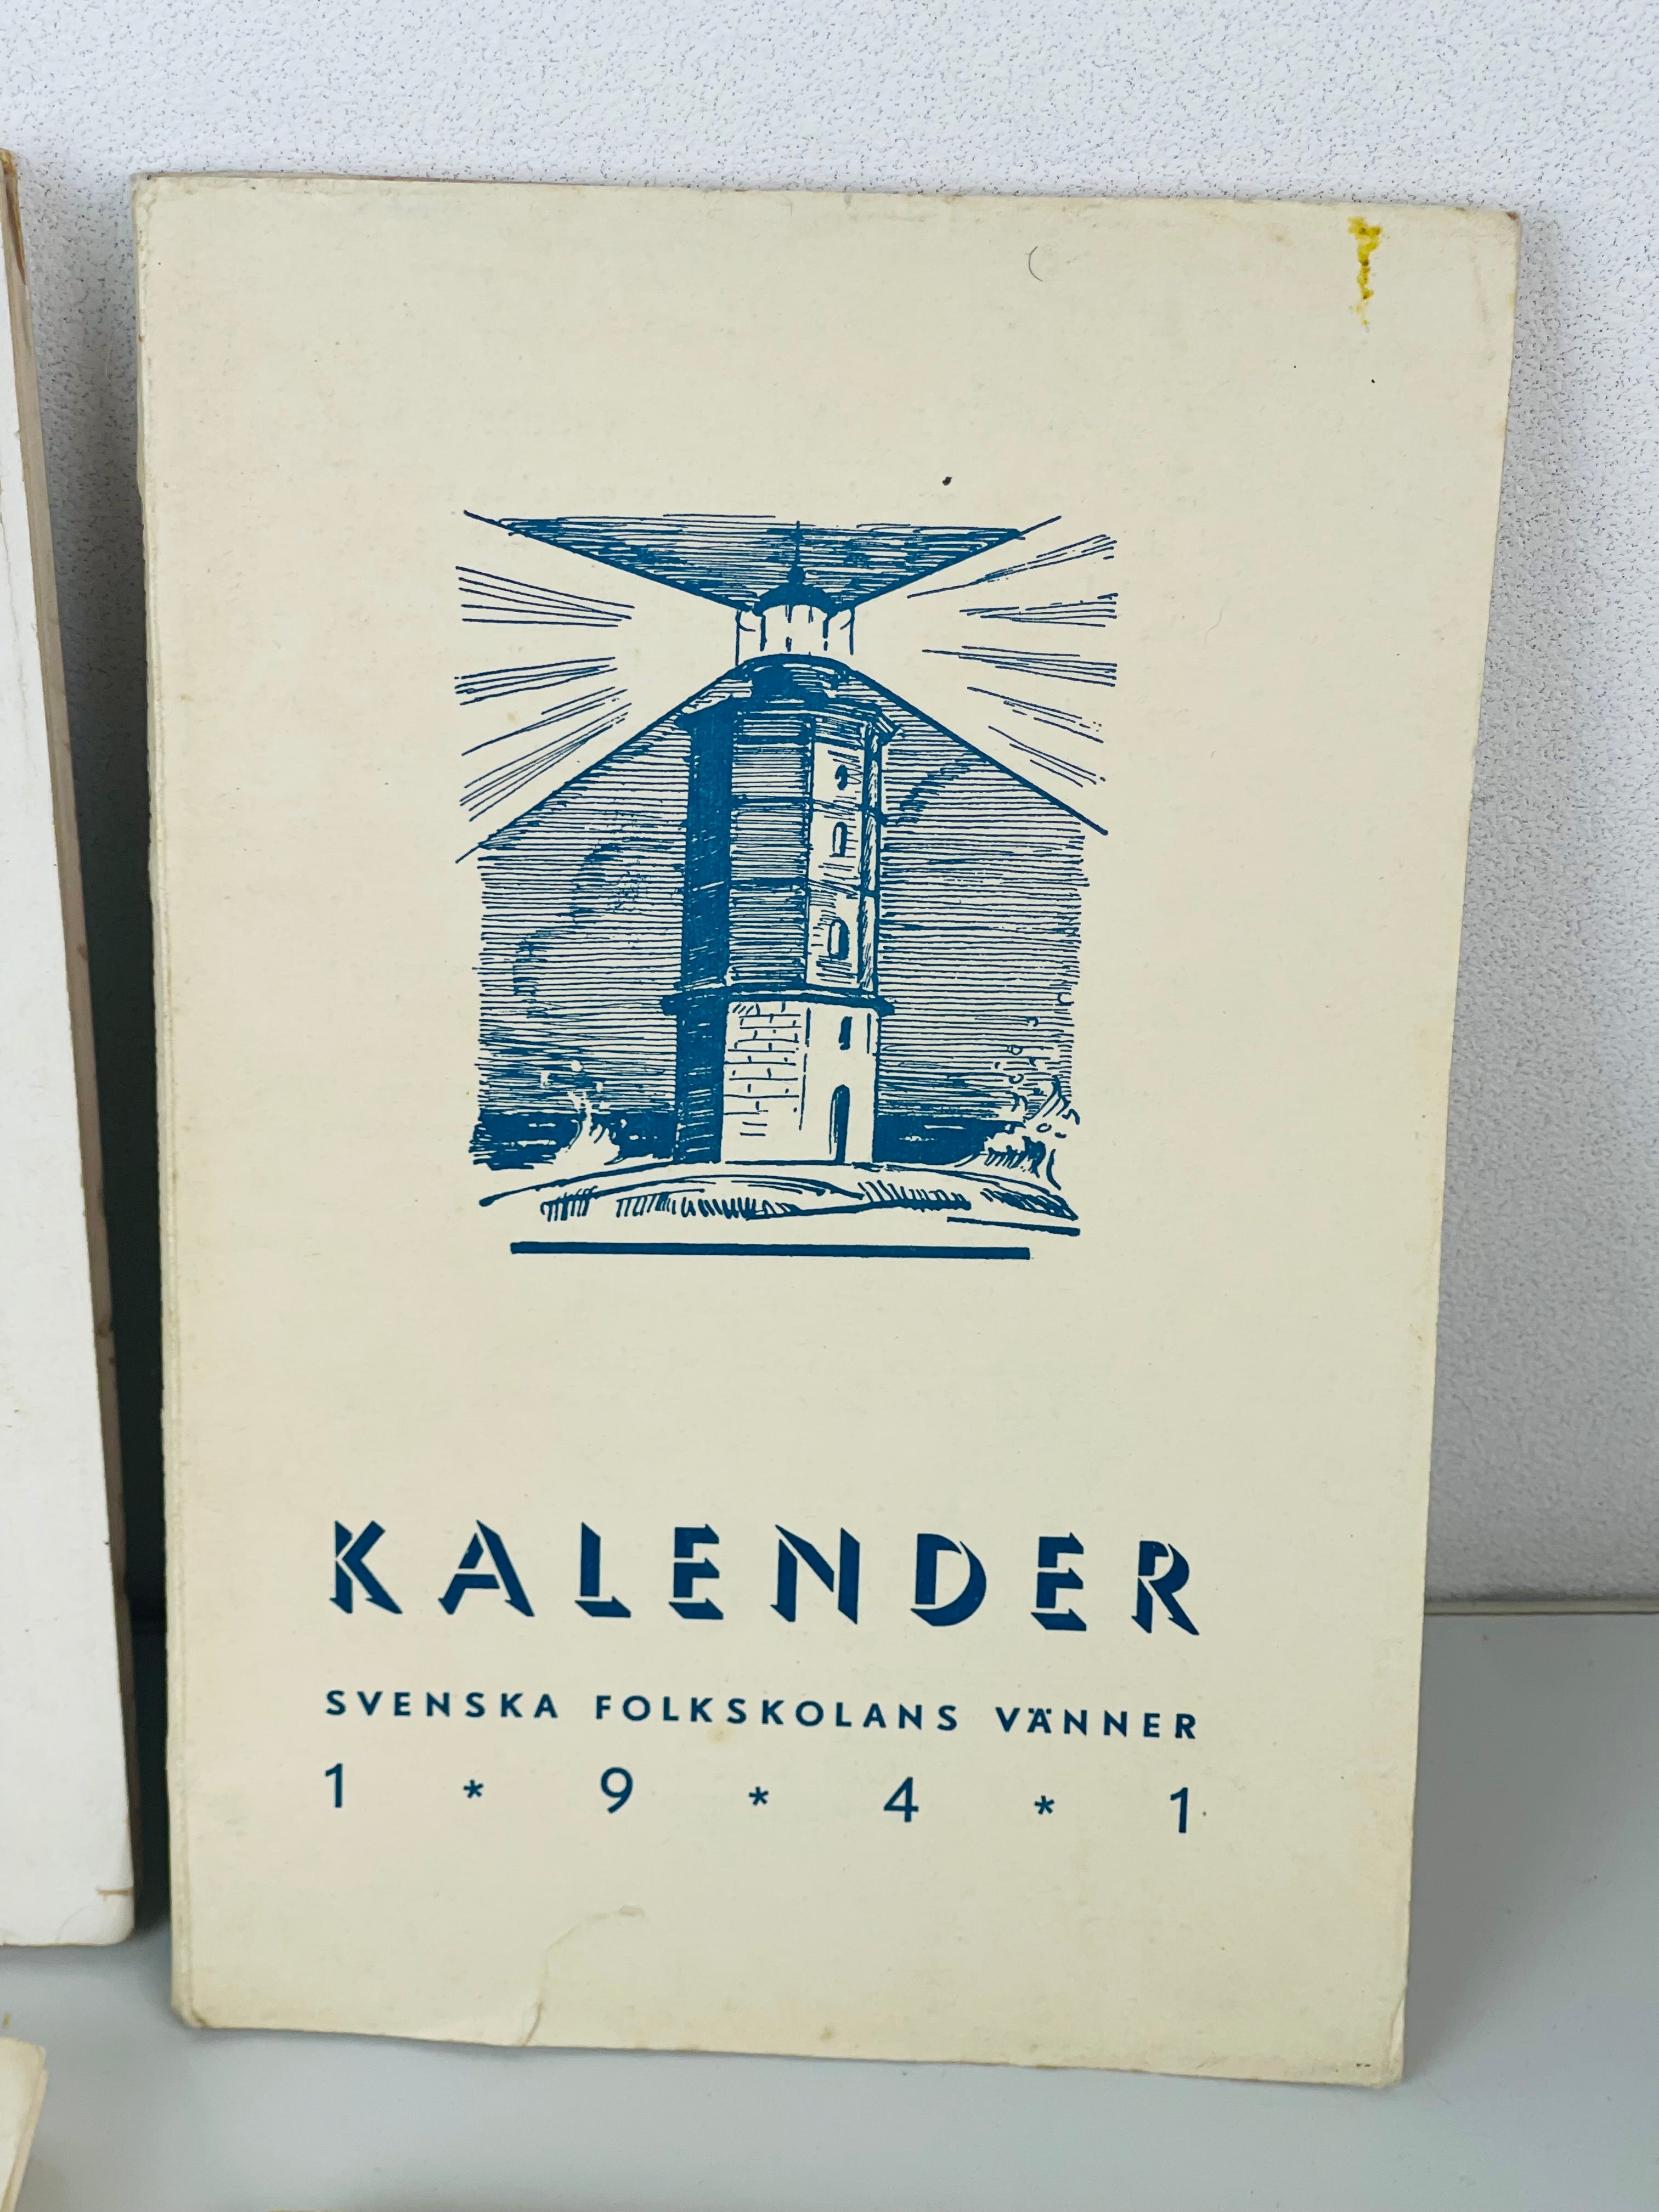 KALENDER
SVENSKA FOLKSKOLANS VÄNNER
1 * 9 * 4 * 1